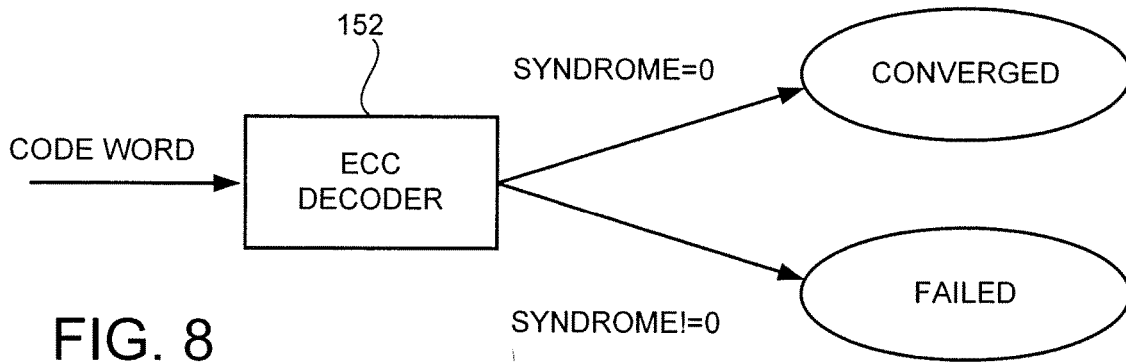 152
SYNDROME=0
CONVERGED
CODE WORD
ECC
DECODER
FAILED
SYNDROME!=0
FIG. 8